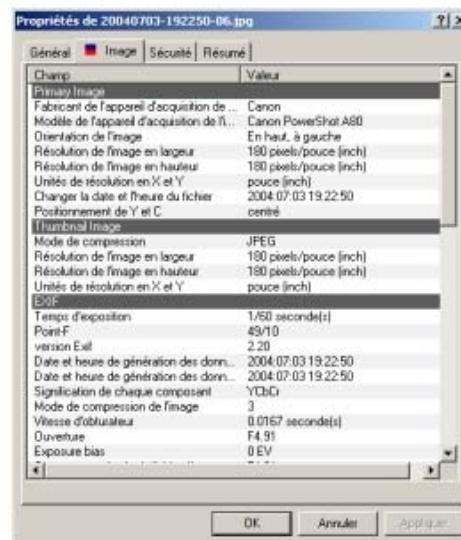 Propriétés de 20040703-192250-06.jpg
Général Image Sécurité Résumé
Champ Valeur
Primary Image
Fabricant de l'appareil d'acquisition de ... Canon
Modèle de l'appareil d'acquisition de l'i... Canon PowerShot A80
Orientation de l'image En haut, à gauche
Résolution de l'image en largeur 180 pixels/pouce (inch)
Résolution de l'image en hauteur 180 pixels/pouce (inch)
Unités de résolution en X et Y pouce (inch)
Changer la date et l'heure du fichier 2004:07:03 19:22:50
Positionnement de Y et C centré
Thumbnail Image
Mode de compression JPEG
Résolution de l'image en largeur 180 pixels/pouce (inch)
Résolution de l'image en hauteur 180 pixels/pouce (inch)
Unités de résolution en X et Y pouce (inch)
EXIF
Temps d'exposition 1/60 seconde(s)
Point-F 49/10
version Exif 2.20
Date et heure de génération des donn... 2004:07:03 19:22:50
Date et heure de génération des donn... 2004:07:03 19:22:50
Signification de chaque composant YCbCr
Mode de compression de l'image 3
Vitesse d'obturateur 0.0167 seconde(s)
Ouverture F4.91
Exposure bias 0 EV
OK Annuler Appliquer